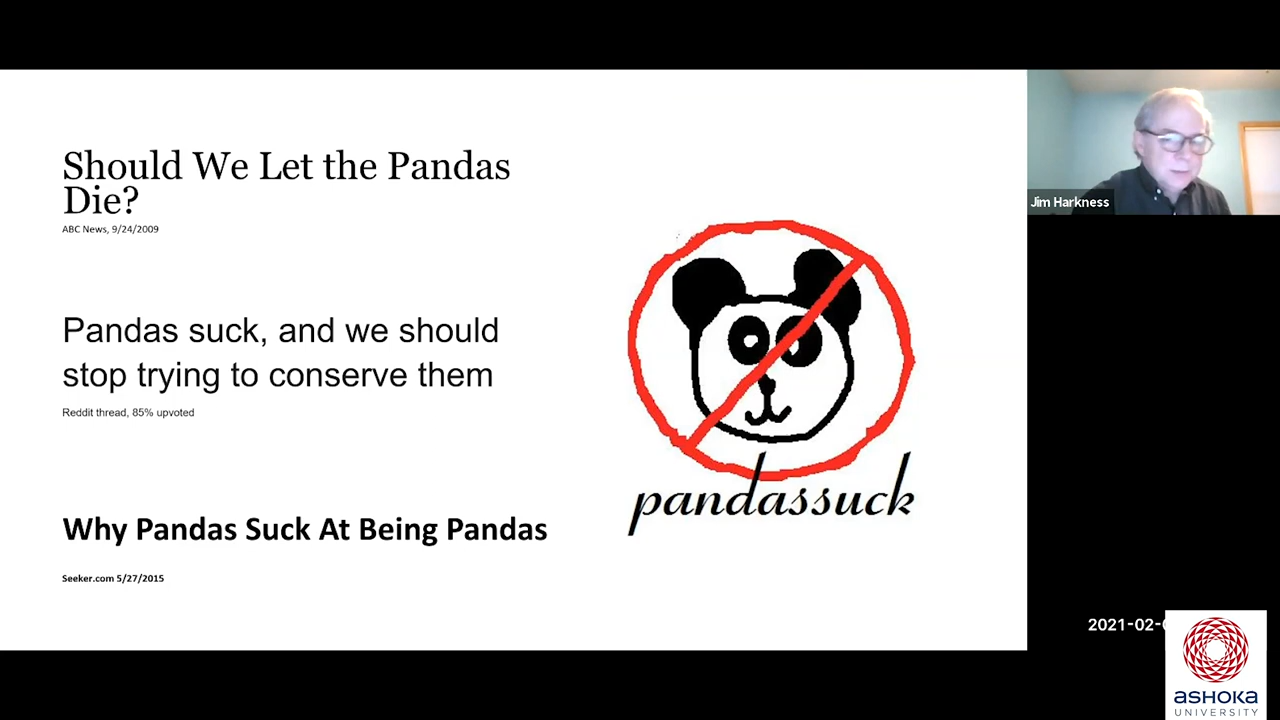 Should We Let the Pandas
Die?
ABC News, 9/24/2009
Pandas suck, and we should
stop trying to conserve them
Reddit thread, 85% upvoted
Why Pandas Suck At Being Pandas
Seeker.com 5/27/2015
pandassuck
Jim Harkness
2021-02-
ASHOKA
UNIVERSITY